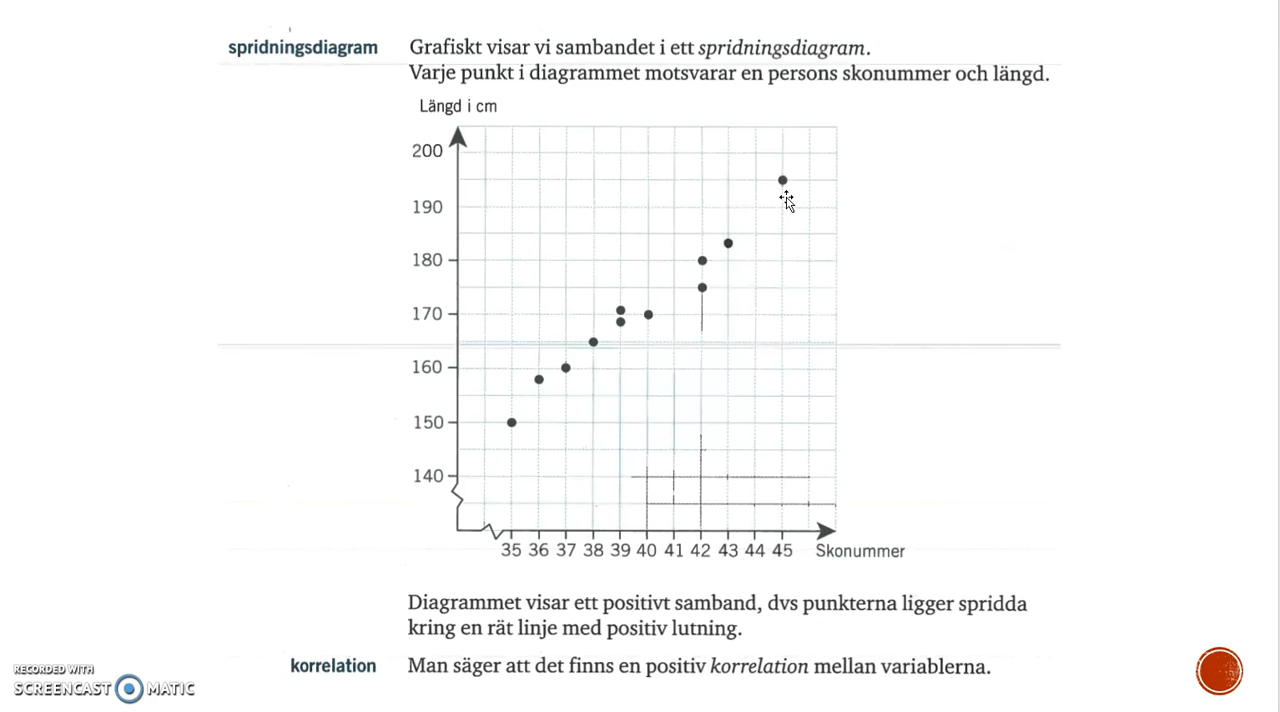 spridningsdiagram
Grafiskt visar vi sambandet i ett spridningsdiagram.
Varje punkt i diagrammet motsvarar en persons skonummer och längd.
Längd i cm
200
190
180
170
160
150
140
35 36 37 38 39 40 41 42 43 44 45 Skonummer
Diagrammet visar ett positivt samband, dvs punkterna ligger spridda
kring en rät linje med positiv lutning.
korrelation
Man säger att det finns en positiv korrelation mellan variablerna.
RECORDED WITH
SCREENCAST MATIC